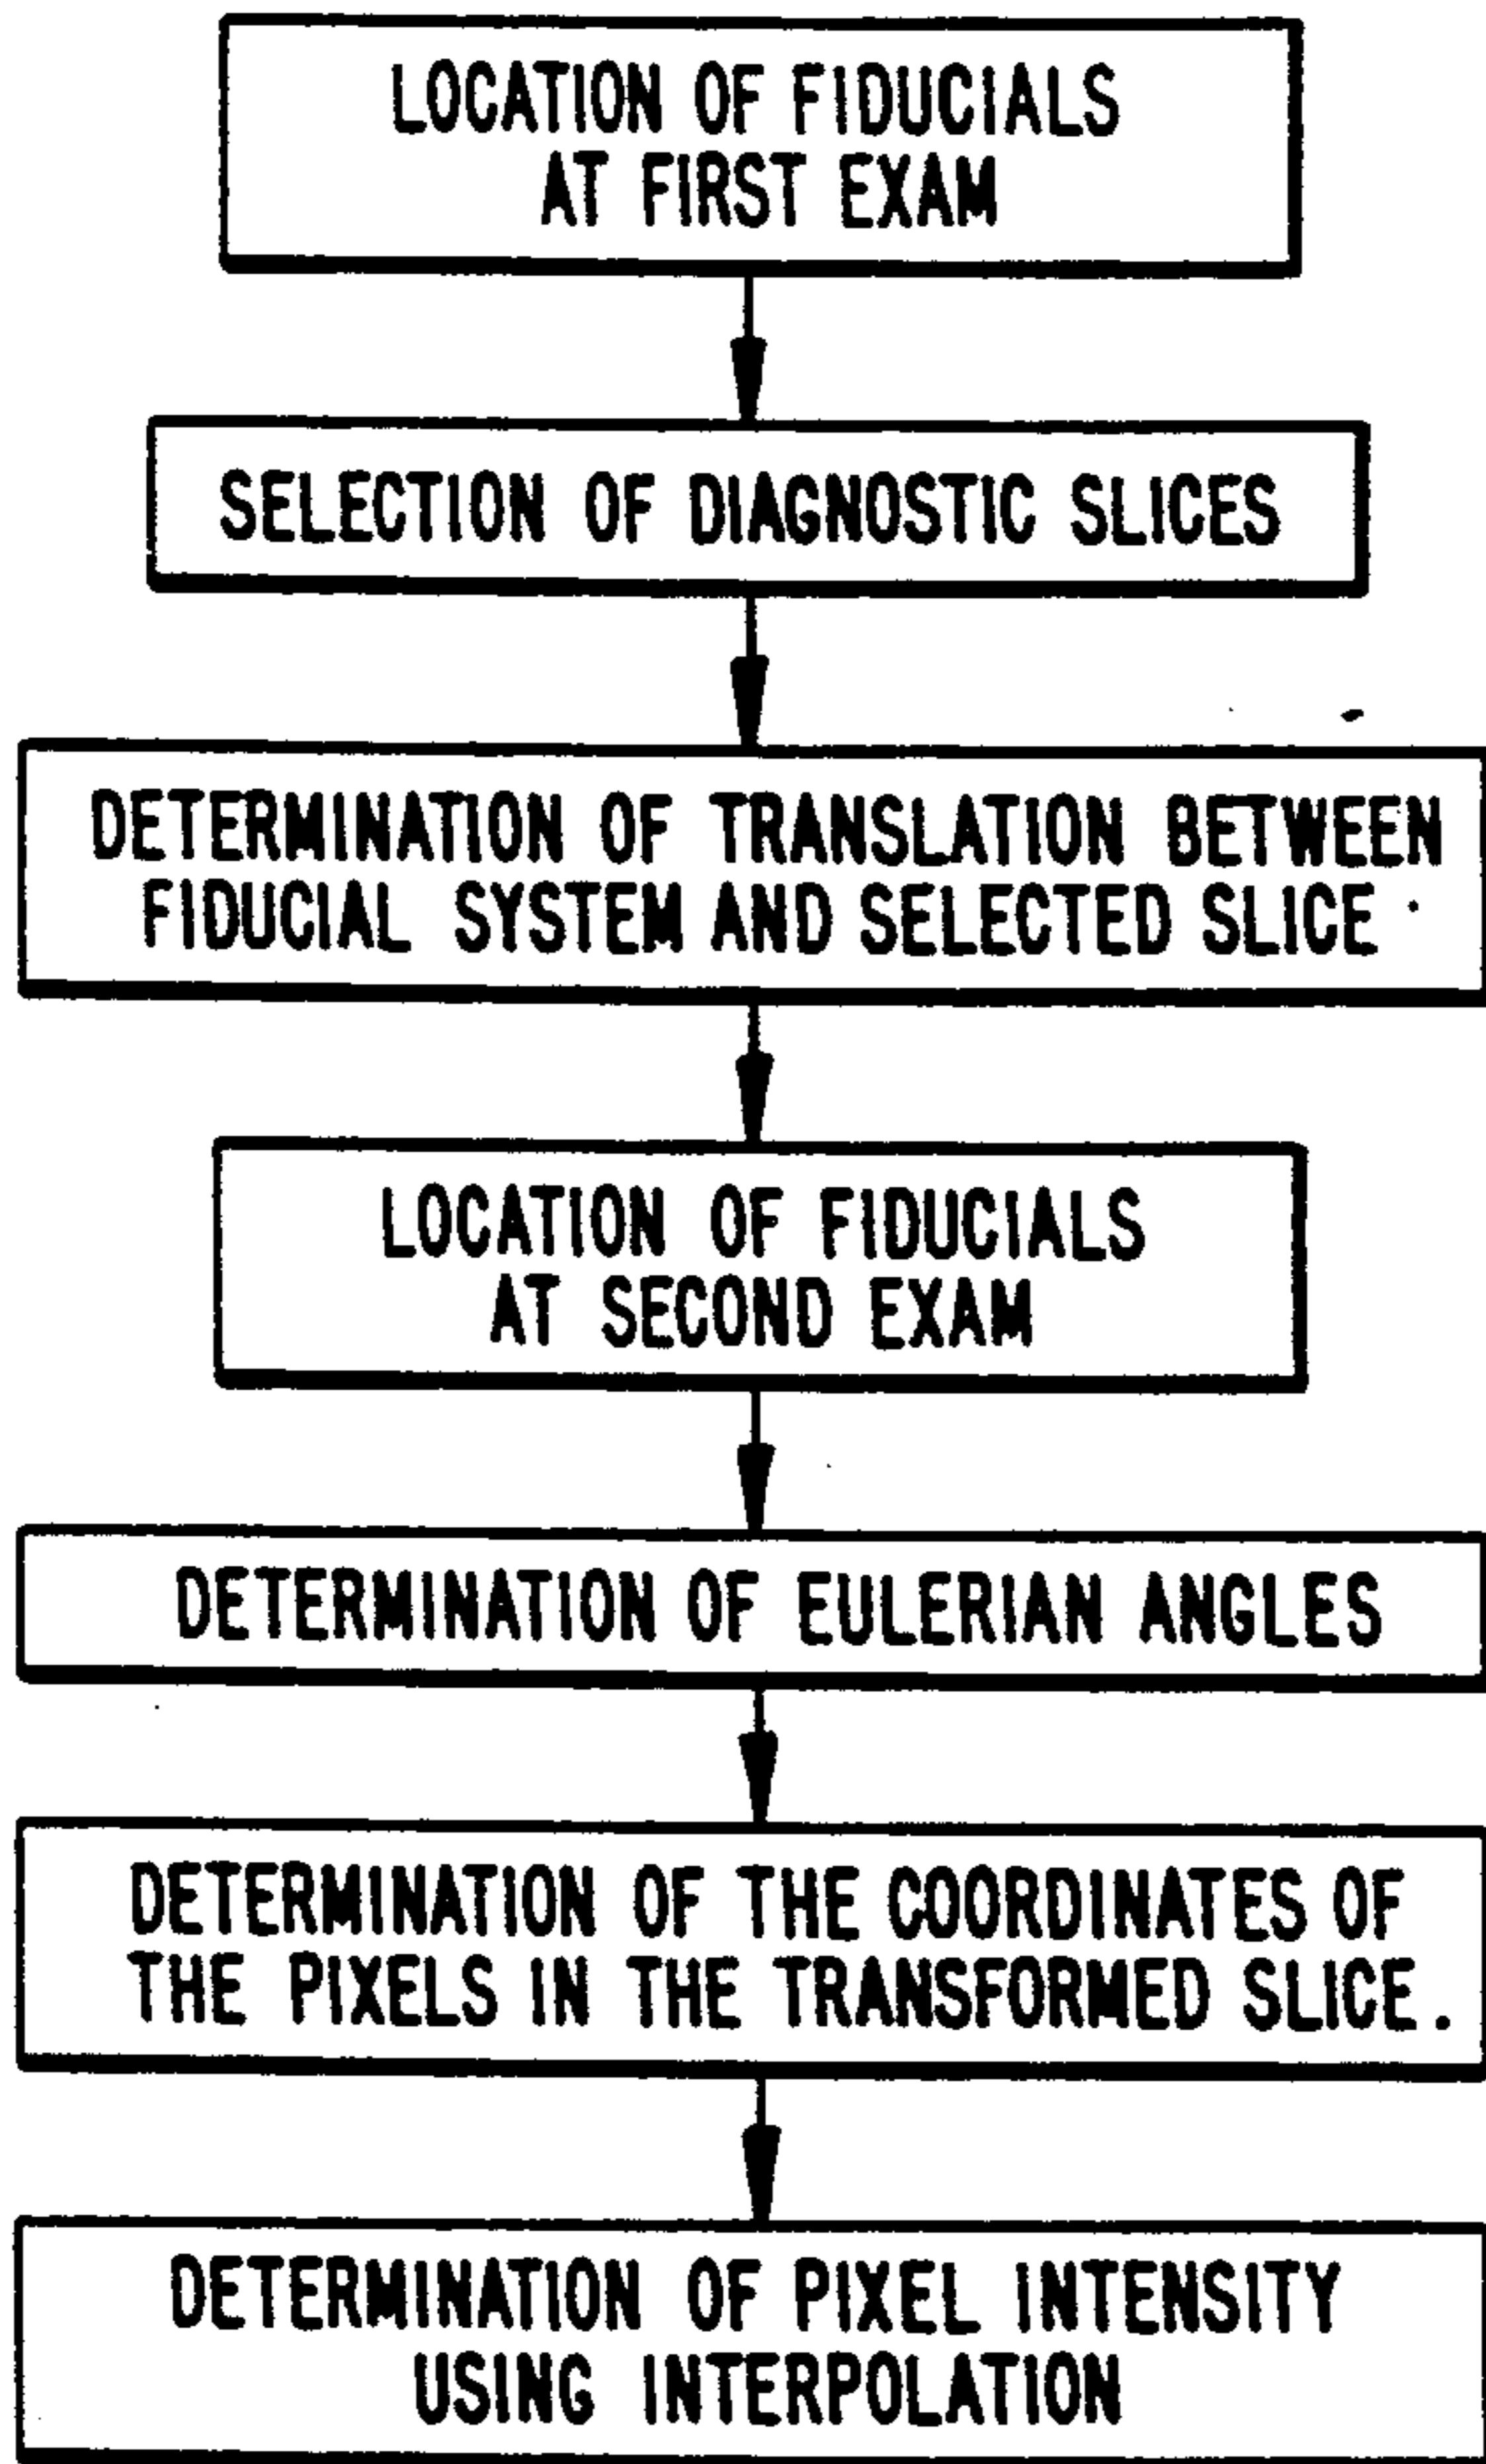 LOCATION OF FIDUCIALS
AT FIRST EXAM
SELECTION OF DIAGNOSTIC SLICES
DETERMINATION OF TRANSLATION BETWEEN
FIDUCIAL SYSTEM AND SELECTED SLICE
LOCATION OF FIDUCIALS
AT SECOND EXAM
DETERMINATION OF EULERIAN ANGLES
DETERMINATION OF THE COORDINATES OF
THE PIXELS IN THE TRANSFORMED SLICE.
DETERMINATION OF PIXEL INTENSITY
USING INTERPOLATION